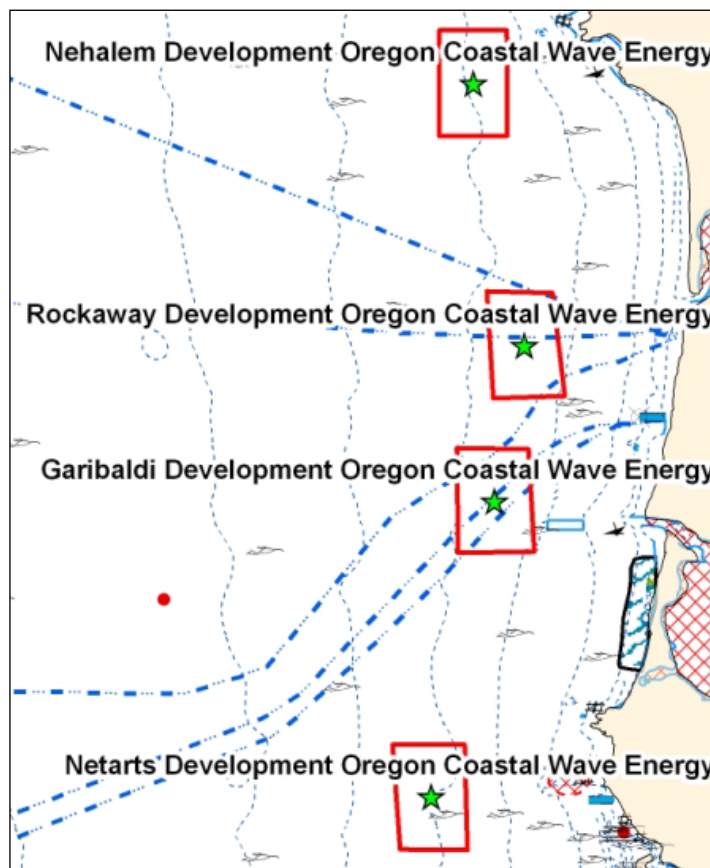 Nehalem Development Oregon Coastal Wave Energy
Rockaway Development Oregon Coastal Wave Energy
Garibaldi Development Oregon Coastal Wave Energy
Netarts Development Oregon Coastal Wave Energy